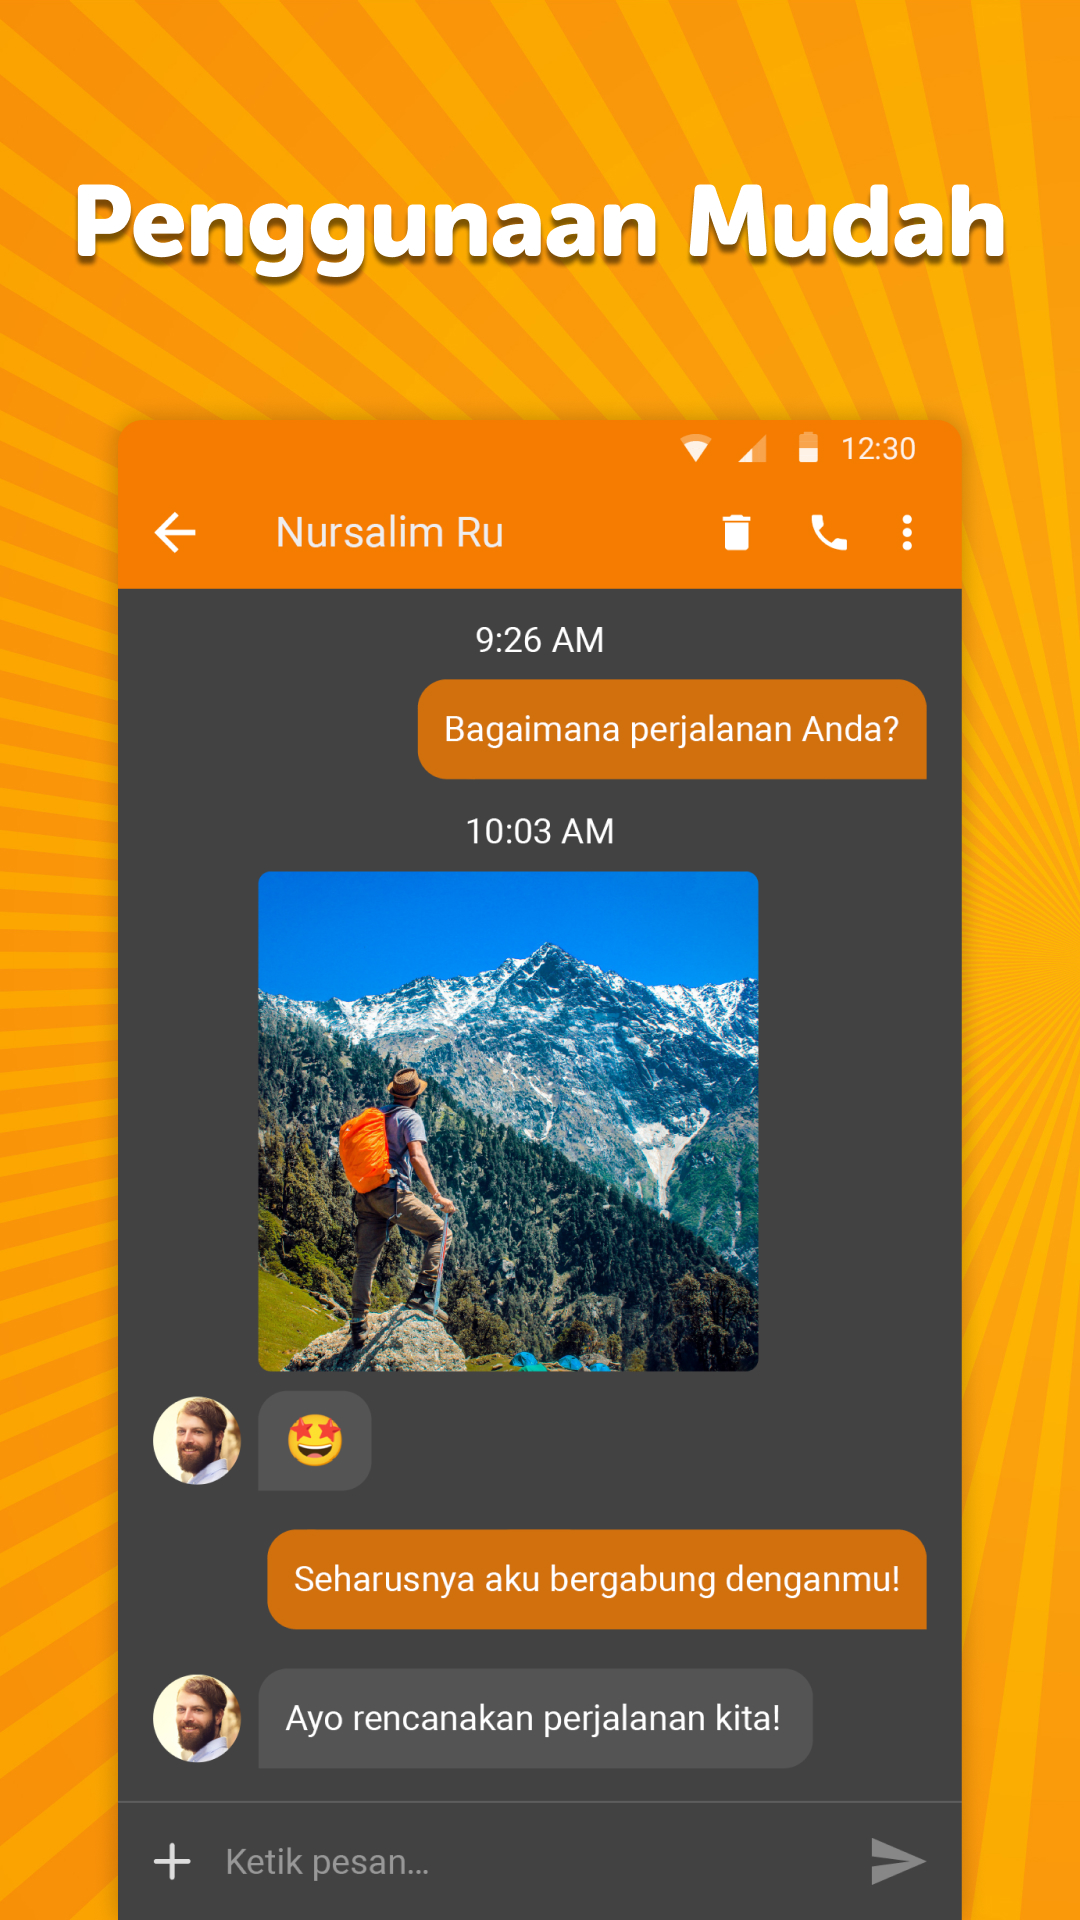 Penggunaan Mudah
12:30
Nursalim Ru
9:26 AM
Bagaimana perjalanan Anda?
10:03 AM
Seharusnya aku bergabung denganmu!
Ayo rencanakan perjalanan kita!
Ketik pesan...